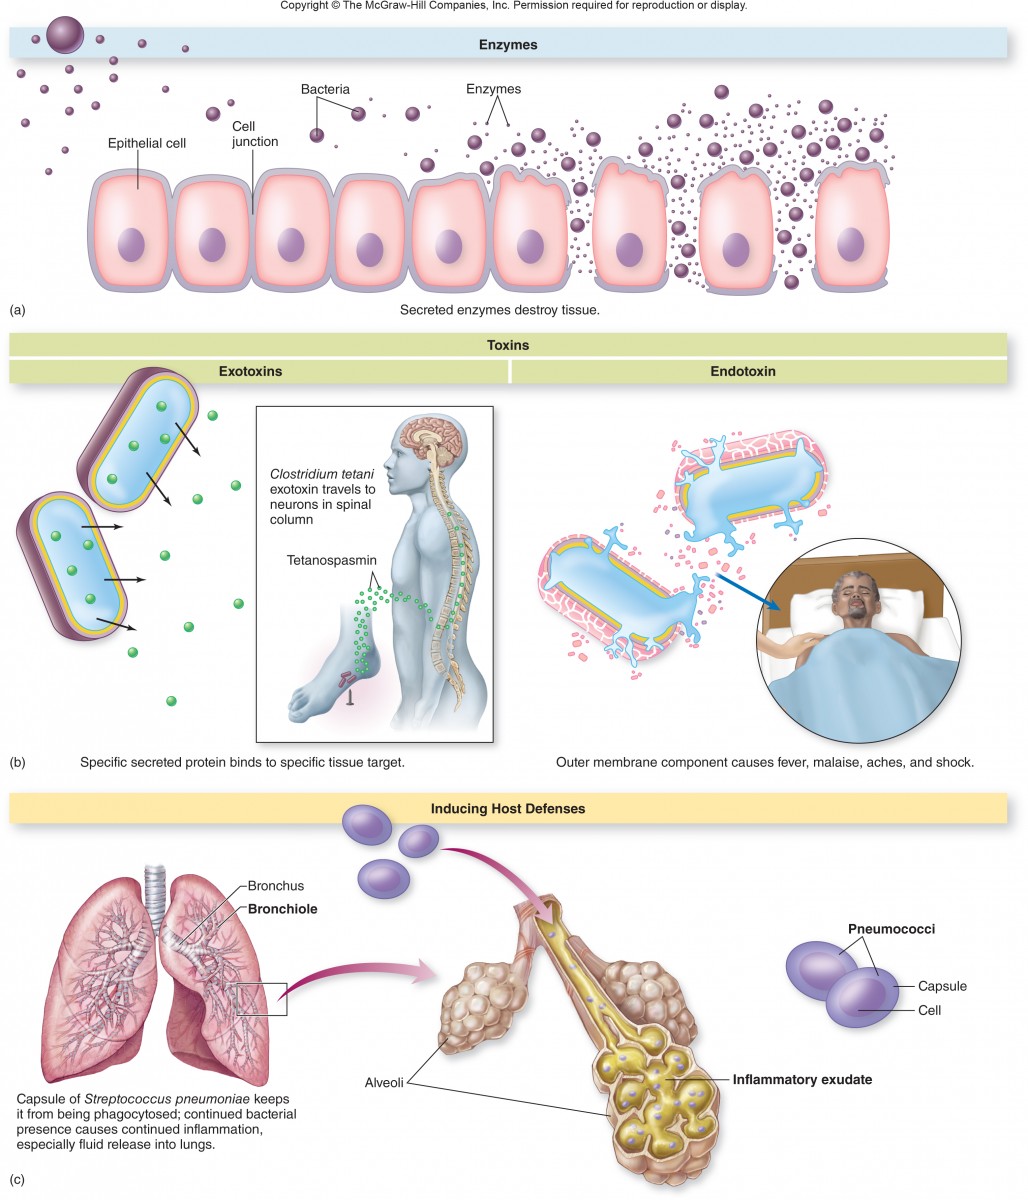 Copyright © The McGraw-Hill Companies, Inc. Permission required for reproduction or display.
Enzymes
Bacteria
Enzymes
Epithelial cell
Cell
junction
(a)
Secreted enzymes destroy tissue.
Toxins
Exotoxins
Endotoxin
Clostridium tetani
exotoxin travels to
neurons in spinal
column
Tetanospasmin
(b)
Specific secreted protein binds to specific tissue target.
Outer membrane component causes fever, malaise, aches, and shock.
Inducing Host Defenses
Bronchus
Bronchiole
Pneumococci
Capsule
Cell
Alveoli
Inflammatory exudate
Capsule of Streptococcus pneumoniae keeps
it from being phagocytosed; continued bacterial
presence causes continued inflammation,
especially fluid release into lungs.
(c)